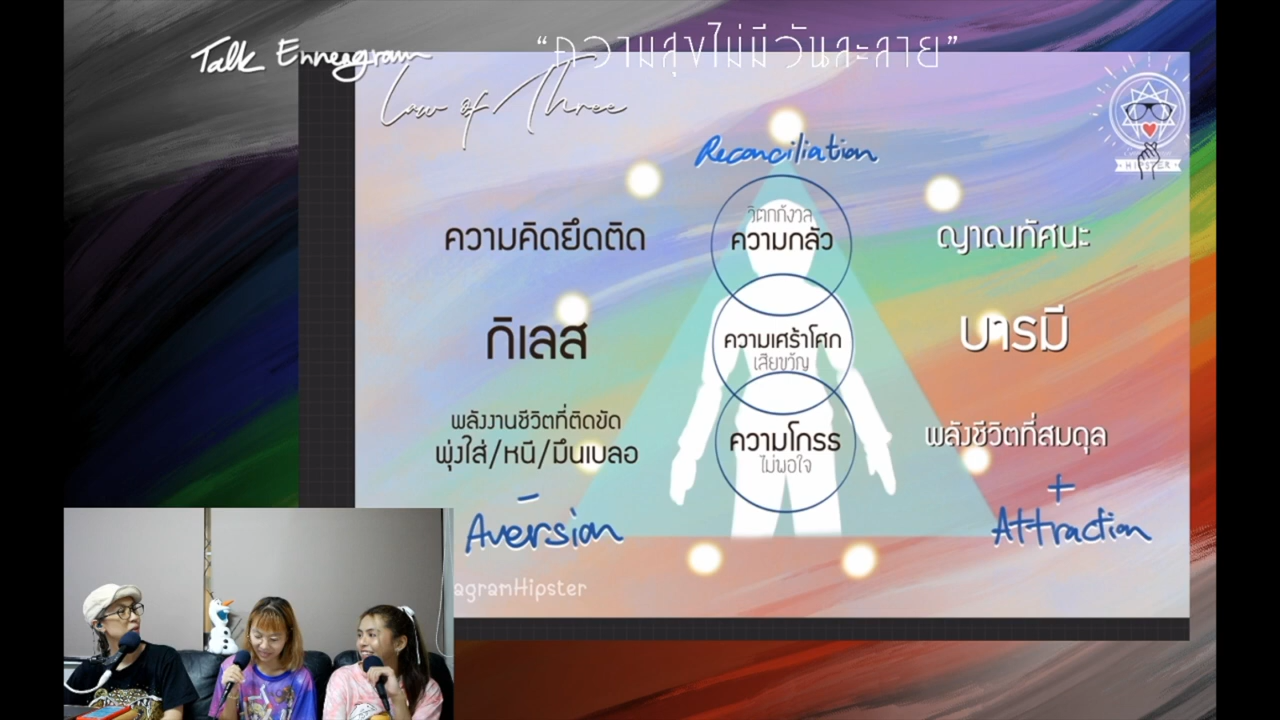 Talk Enneagram
“ความสุขไม่มีวันละลาย”
Law of Three
HIPSTER
Reconciliation
วิตกกังวล
ความคิดยึดติด
ความกลัว
ญาณทัศนะ
กิเลส
ความเศร้าโศก
เสียขวัญ
บารมี
พลังงานชีวิตที่ติดขัด
พุ่งใส่/หนี/มึนเบลอ
ความโกรธ
ไม่พอใจ
พลังชีวิตที่สมดุล
−
Aversion
+
Attraction
agramHipster